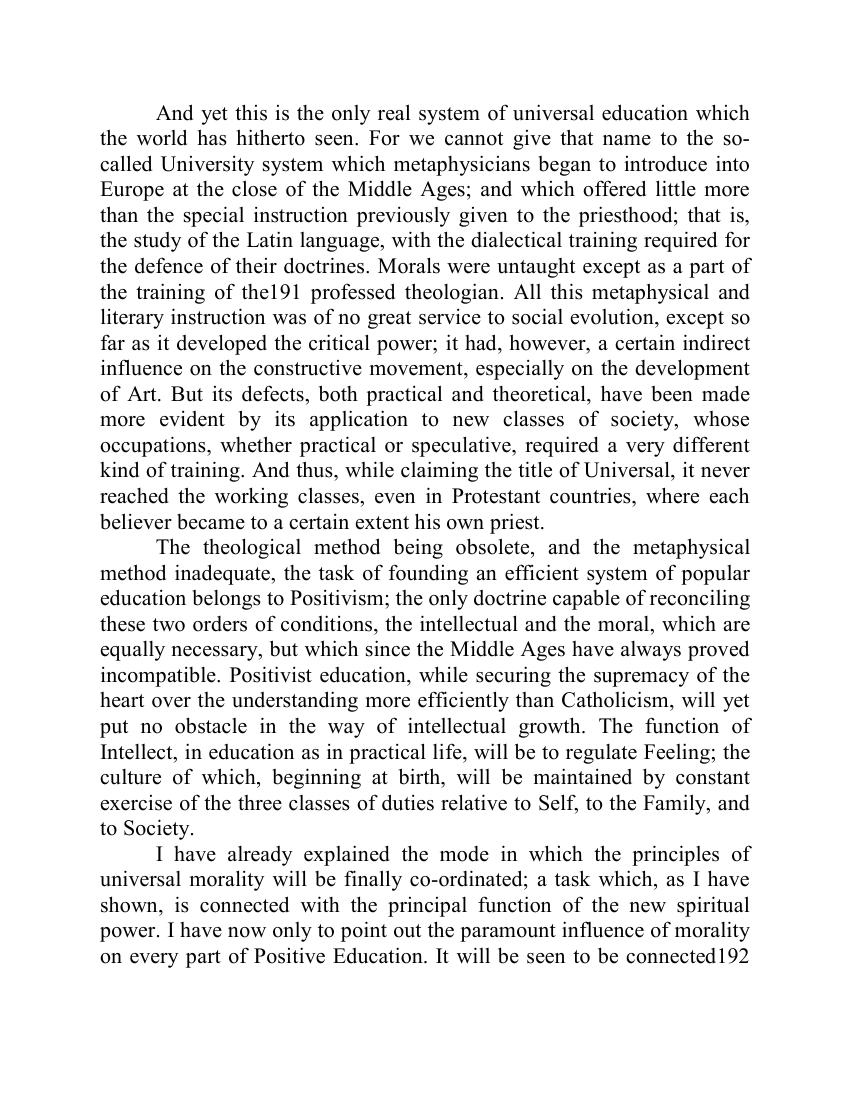 And yet this is the only real system of universal education which
the world has hitherto seen. For we cannot give that name to the so-
called University system which metaphysicians began to introduce into
Europe at the close of the Middle Ages; and which offered little more
than the special instruction previously given to the priesthood; that is,
the study of the Latin language, with the dialectical training required for
the defence of their doctrines. Morals were untaught except as a part of
the training of the191 professed theologian. All this metaphysical and
literary instruction was of no great service to social evolution, except so
far as it developed the critical power; it had, however, a certain indirect
influence on the constructive movement, especially on the development
of Art. But its defects, both practical and theoretical, have been made
more evident by its application to new classes of society, whose
occupations, whether practical or speculative, required a very different
kind of training. And thus, while claiming the title of Universal, it never
reached the working classes, even in Protestant countries, where each
believer became to a certain extent his own priest.
The theological method being obsolete, and the metaphysical
method inadequate, the task of founding an efficient system of popular
education belongs to Positivism; the only doctrine capable of reconciling
these two orders of conditions, the intellectual and the moral, which are
equally necessary, but which since the Middle Ages have always proved
incompatible. Positivist education, while securing the supremacy of the
heart over the understanding more efficiently than Catholicism, will yet
put no obstacle in the way of intellectual growth. The function of
Intellect, in education as in practical life, will be to regulate Feeling; the
culture of which, beginning at birth, will be maintained by constant
exercise of the three classes of duties relative to Self, to the Family, and
to Society.
I have already explained the mode in which the principles of
universal morality will be finally co-ordinated; a task which, as I have
shown, is connected with the principal function of the new spiritual
power. I have now only to point out the paramount influence of morality
on every part of Positive Education. It will be seen to be connected192